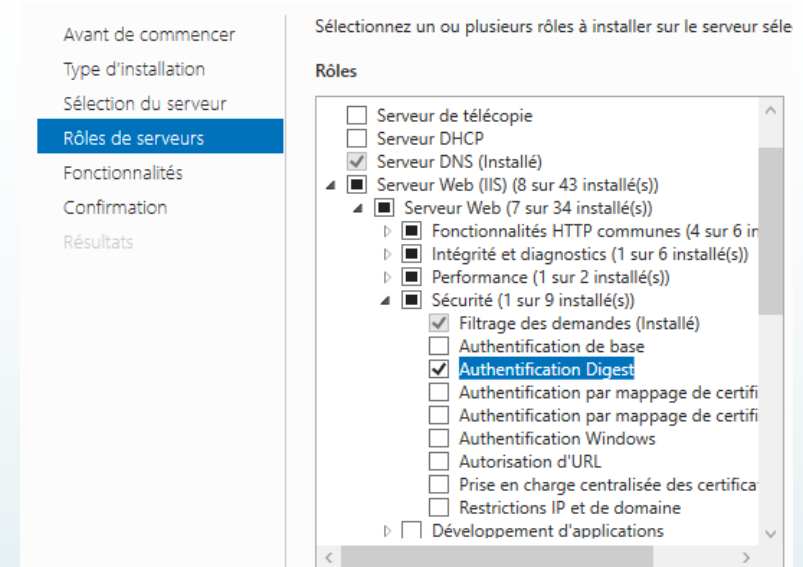 Avant de commencer
Type d'installation
Sélection du serveur
Rôles de serveurs
Fonctionnalités
Confirmation
Résultats
Sélectionnez un ou plusieurs rôles à installer sur le serveur séle
Rôles
Serveur de télécopie
Serveur DHCP
Serveur DNS (Installé)
Serveur Web (IIS) (8 sur 43 installé(s))
Serveur Web (7 sur 34 installé(s))
Fonctionnalités HTTP communes (4 sur 6 in
Intégrité et diagnostics (1 sur 6 installé(s))
Performance (1 sur 2 installé(s))
Sécurité (1 sur 9 installé(s))
Filtrage des demandes (Installé)
Authentification de base
Authentification Digest
Authentification par mappage de certifi
Authentification par mappage de certifi
Authentification Windows
Autorisation d'URL
Prise en charge centralisée des certifica
Restrictions IP et de domaine
Développement d'applications